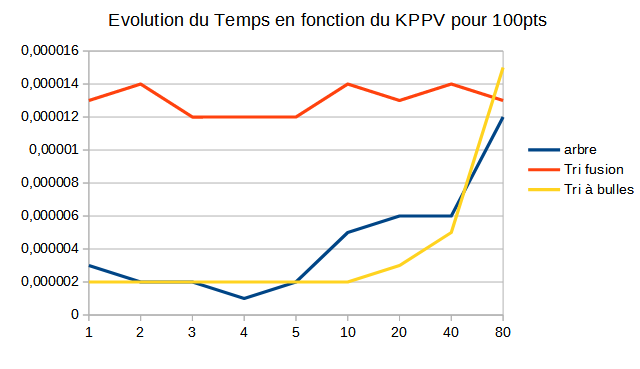 Evolution du Temps en fonction du KPPV pour 100pts
0,000016
0,000014
0,000012
0,00001
0,000008
0,000006
0,000004
0,000002
0
1 2 3 4 5 10 20 40 80
arbre
Tri fusion
Tri à bulles